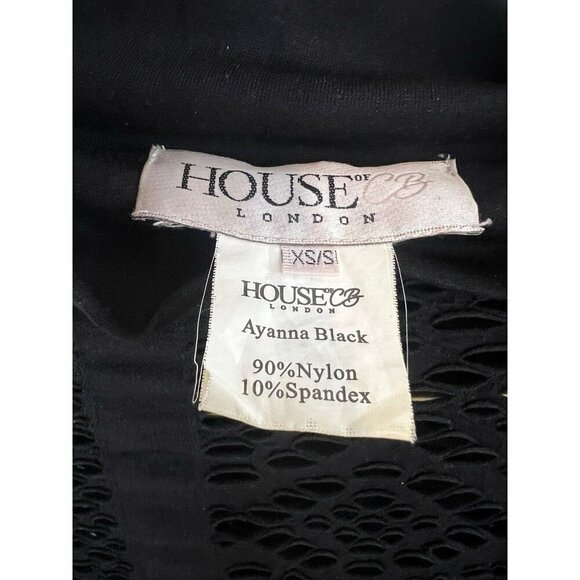 HOUSE OF CB
LONDON
XS/S
HOUSE OF CB
LONDON
Ayanna Black
90%Nylon
10%Spandex